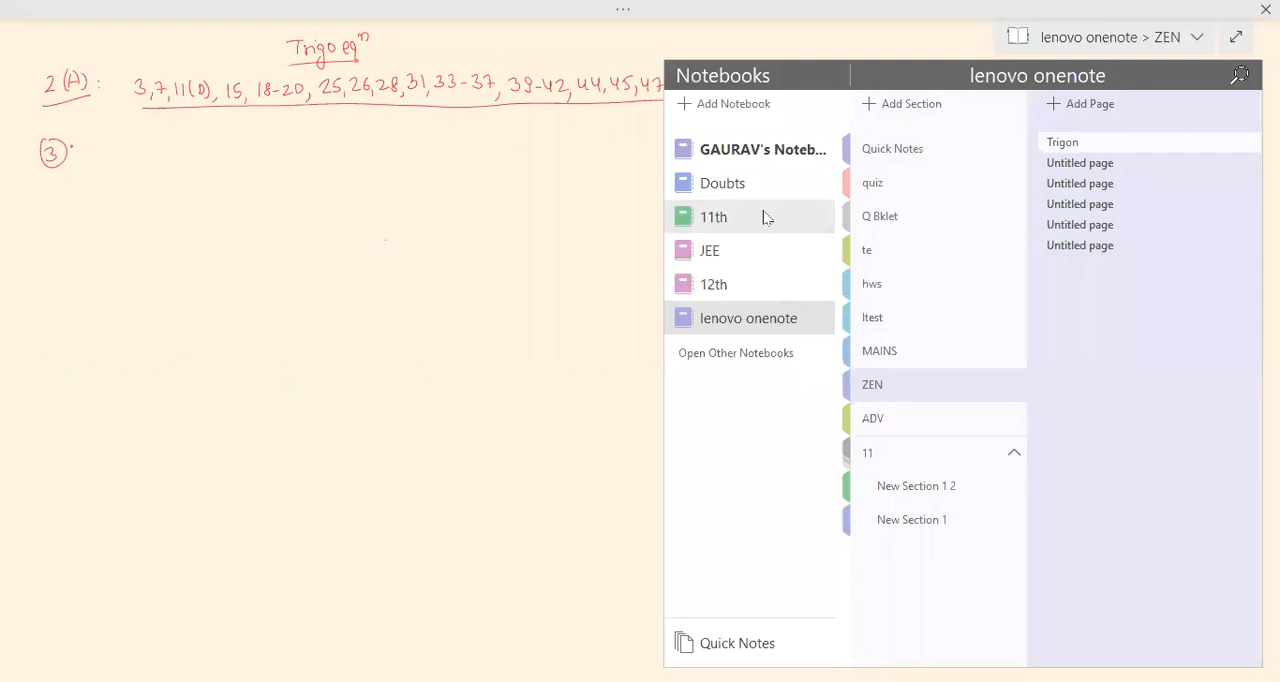 ...
lenovo onenote > ZEN
Trigo eqⁿ
2(A): 3,7,11(D), 15, 18-20, 25,26,28,31,33-37, 39-42,44,45,47
③
Notebooks
lenovo onenote
+ Add Notebook
+ Add Section
+ Add Page
GAURAV's Noteb...
Doubts
11th
JEE
12th
lenovo onenote
Open Other Notebooks
Quick Notes
Quick Notes
quiz
Q Bklet
te
hws
ltest
MAINS
ZEN
ADV
11
New Section 1 2
New Section 1
Trigon
Untitled page
Untitled page
Untitled page
Untitled page
Untitled page